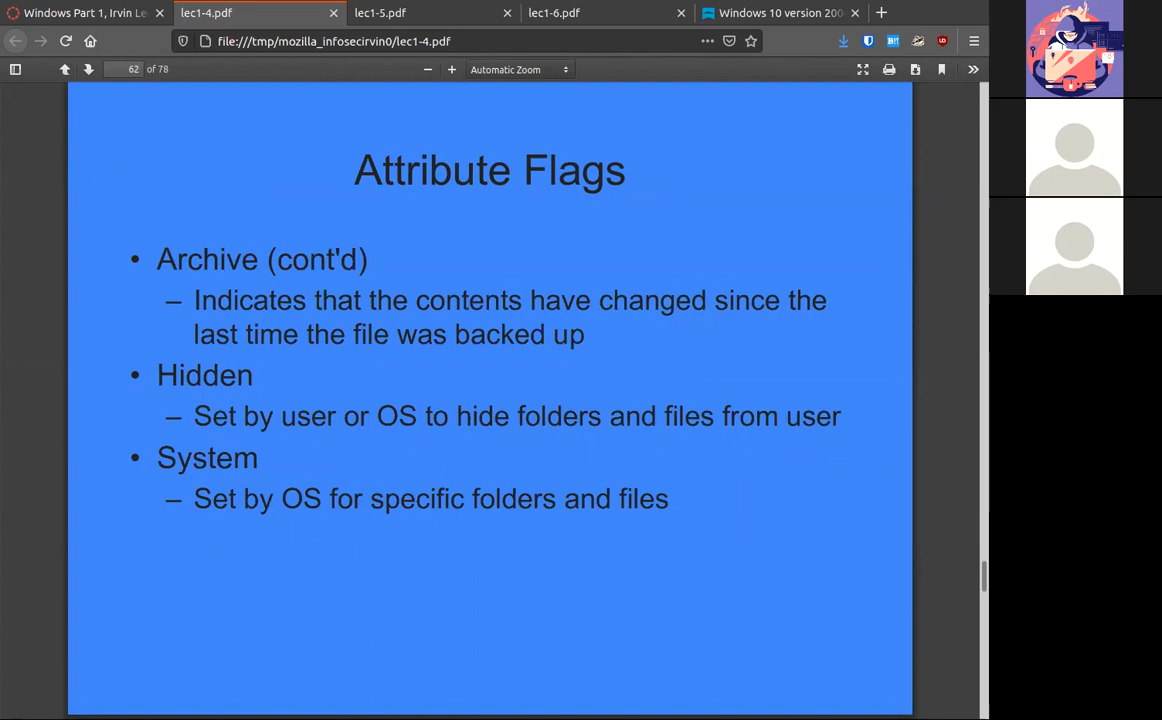 Windows Part 1, Irvin Le
lec1-4.pdf
lec1-5.pdf
lec1-6.pdf
Windows 10 version 200
file:///tmp/mozilla_infosecirvin0/lec1-4.pdf
62 of 78
Automatic Zoom
Attribute Flags
• Archive (cont'd)
– Indicates that the contents have changed since the
last time the file was backed up
• Hidden
– Set by user or OS to hide folders and files from user
• System
– Set by OS for specific folders and files